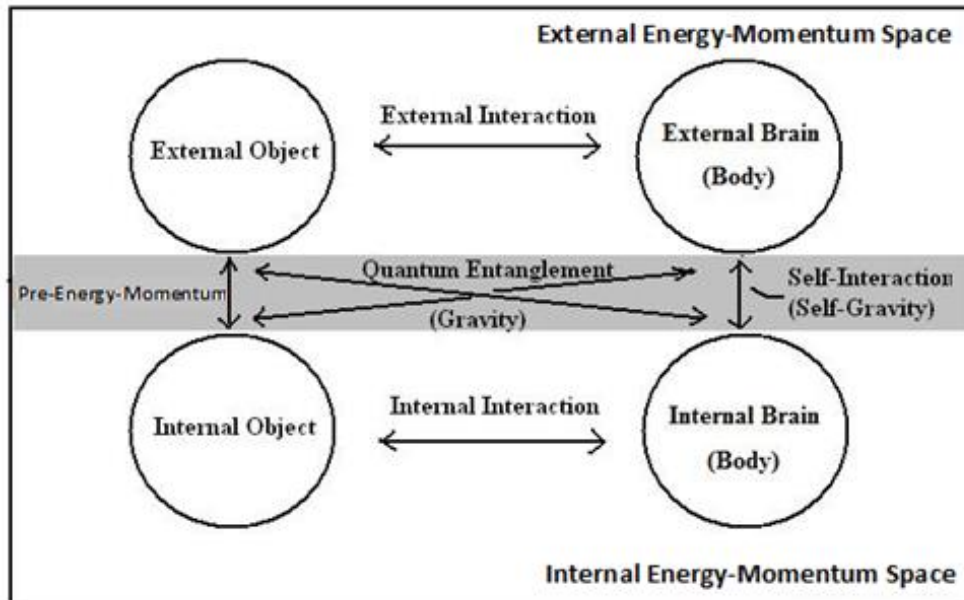 External Energy-Momentum Space
External Interaction
External Object
External Brain
(Body)
Quantum Entanglement
Self-Interaction
Pre-Energy-Momentum
(Gravity)
(Self-Gravity)
Internal Interaction
Internal Object
Internal Brain
(Body)
Internal Energy-Momentum Space